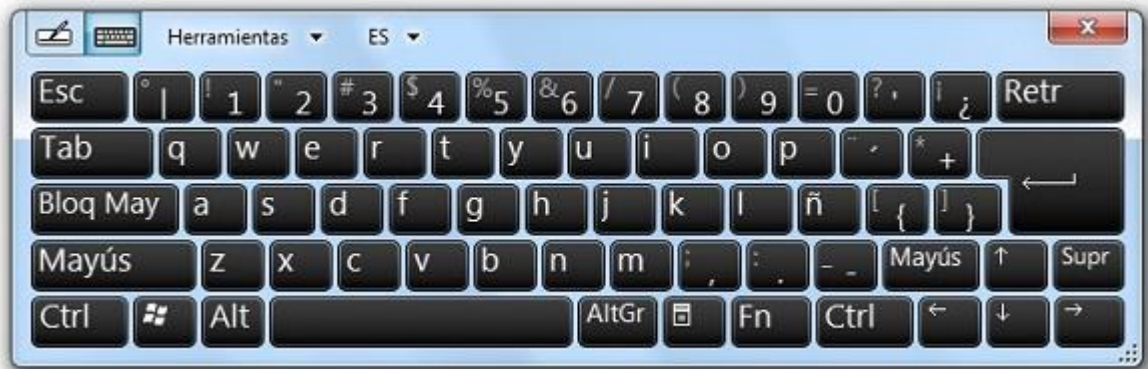 Herramientas ES x
Esc ° | ! 1 " 2 # 3 $ 4 % 5 & 6 / 7 ( 8 ) 9 = 0 ? ' ¡ ¿ Retr
Tab q w e r t y u i o p ¨ ´ * +
Bloq May a s d f g h j k l ñ [ { ] }
Mayús z x c v b n m ; , : . _ - Mayús ↑ Supr
Ctrl Alt AltGr Fn Ctrl ← ↓ →